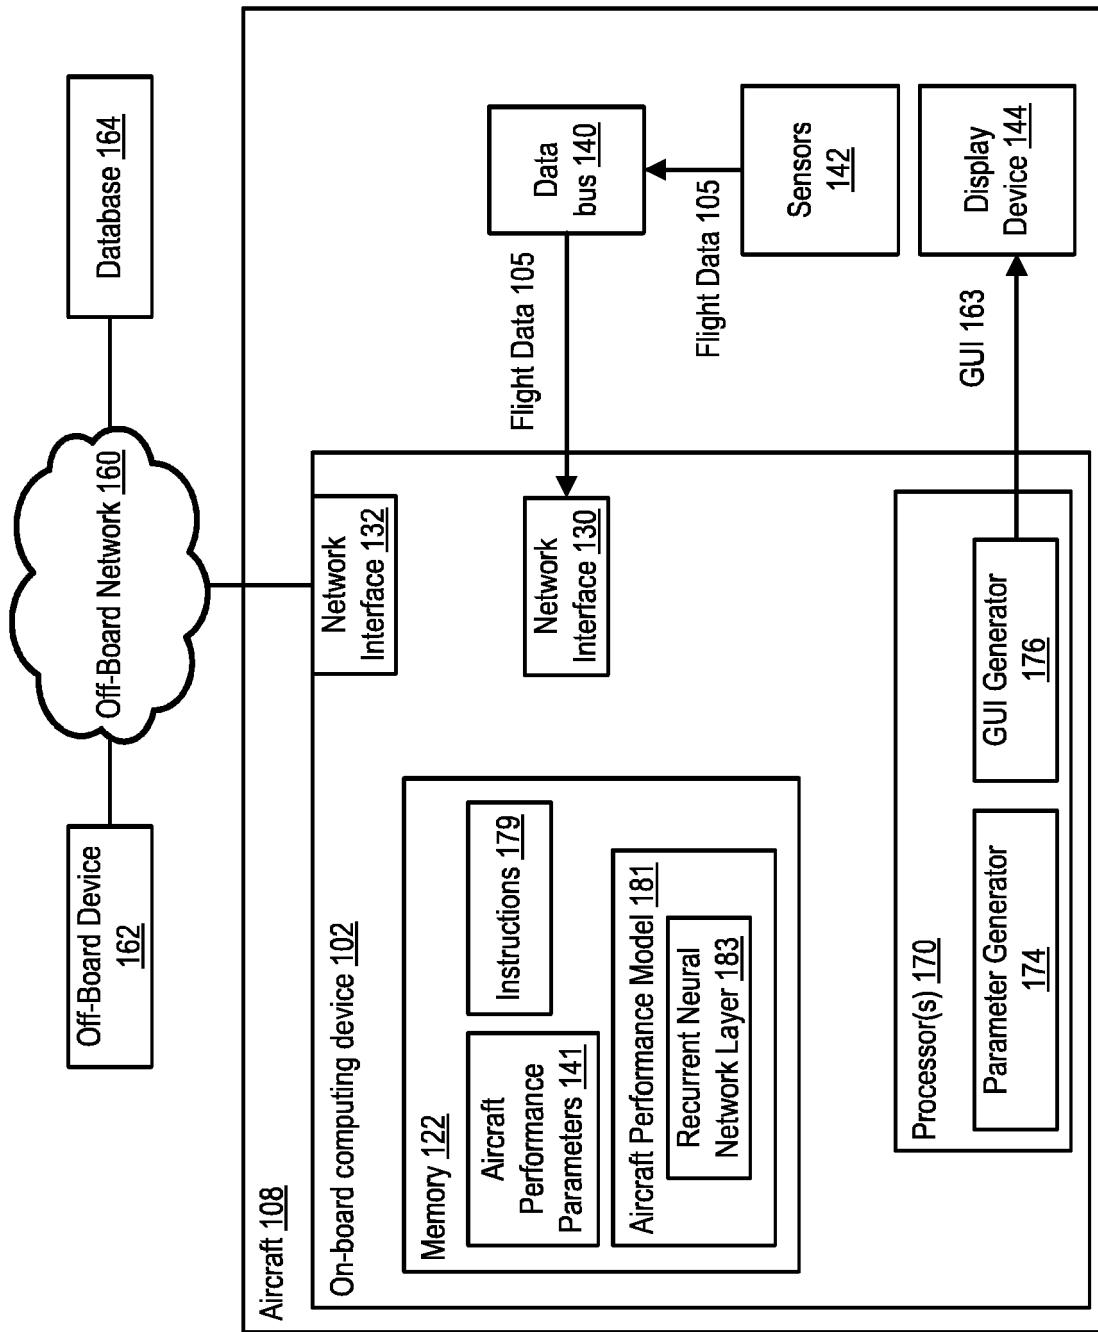 Off-Board Device
162
Off-Board Network 160
Database 164
Aircraft 108
On-board computing device 102
Network
Interface 132
Memory 122
Aircraft
Performance
Parameters 141
Instructions 179
Aircraft Performance Model 181
Recurrent Neural
Network Layer 183
Network
Interface 130
Flight Data 105
Data
bus 140
Flight Data 105
Sensors
142
Processor(s) 170
Parameter Generator
174
GUI Generator
176
GUI 163
Display
Device 144